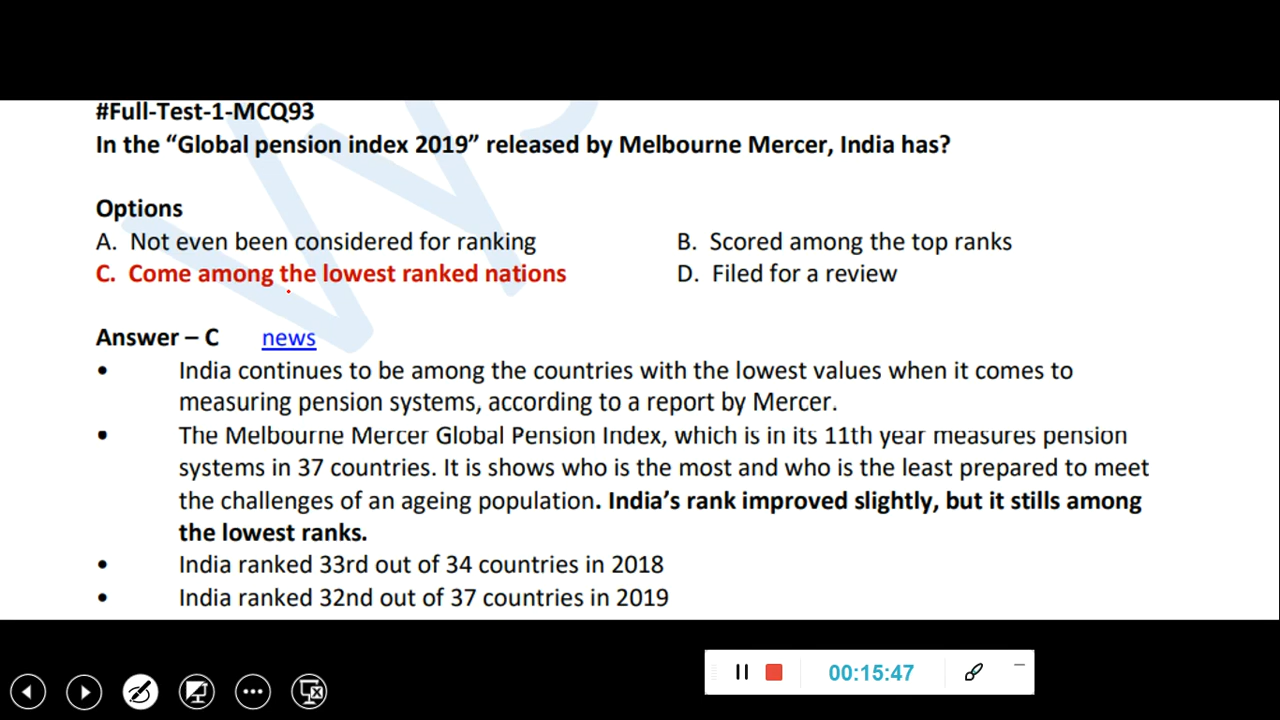 #Full-Test-1-MCQ93
In the “Global pension index 2019” released by Melbourne Mercer, India has?
Options
A. Not even been considered for ranking B. Scored among the top ranks
C. Come among the lowest ranked nations D. Filed for a review
Answer – C news
• India continues to be among the countries with the lowest values when it comes to
measuring pension systems, according to a report by Mercer.
• The Melbourne Mercer Global Pension Index, which is in its 11th year measures pension
systems in 37 countries. It is shows who is the most and who is the least prepared to meet
the challenges of an ageing population. India’s rank improved slightly, but it stills among
the lowest ranks.
• India ranked 33rd out of 34 countries in 2018
• India ranked 32nd out of 37 countries in 2019
00:15:47